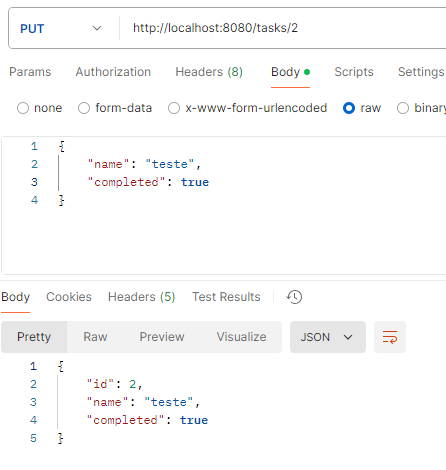 PUT http://localhost:8080/tasks/2
Params Authorization Headers (8) Body Scripts Settings
none form-data x-www-form-urlencoded raw binary
1 {
2 "name": "teste",
3 "completed": true
4 }
Body Cookies Headers (5) Test Results
Pretty Raw Preview Visualize JSON
1 {
2 "id": 2,
3 "name": "teste",
4 "completed": true
5 }